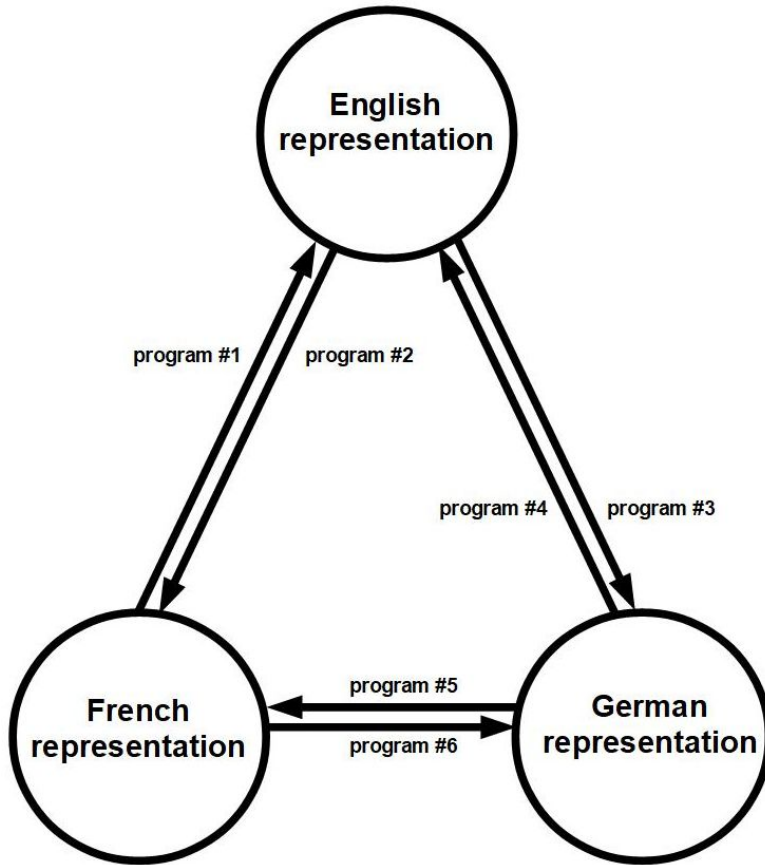 English
representation
program #1
program #2
program #4
program #3
French
representation
program #5
program #6
German
representation